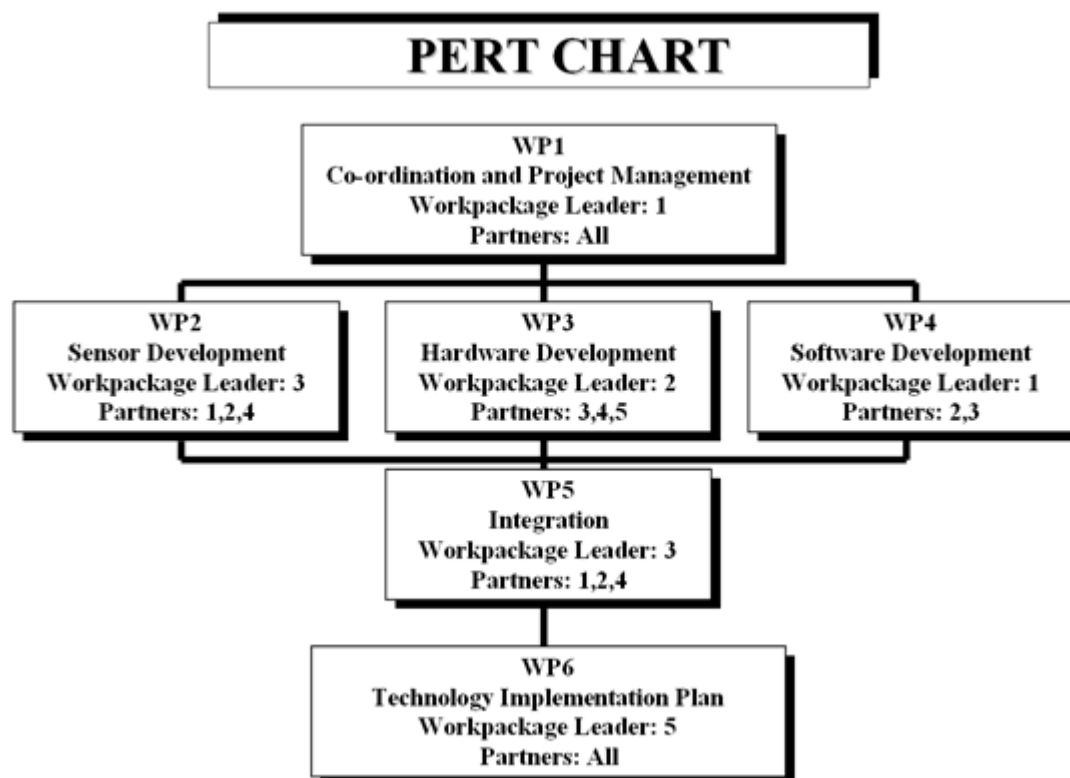 PERT CHART
WP1
Co-ordination and Project Management
Workpackage Leader: 1
Partners: All
WP2
Sensor Development
Workpackage Leader: 3
Partners: 1,2,4
WP3
Hardware Development
Workpackage Leader: 2
Partners: 3,4,5
WP4
Software Development
Workpackage Leader: 1
Partners: 2,3
WP5
Integration
Workpackage Leader: 3
Partners: 1,2,4
WP6
Technology Implementation Plan
Workpackage Leader: 5
Partners: All